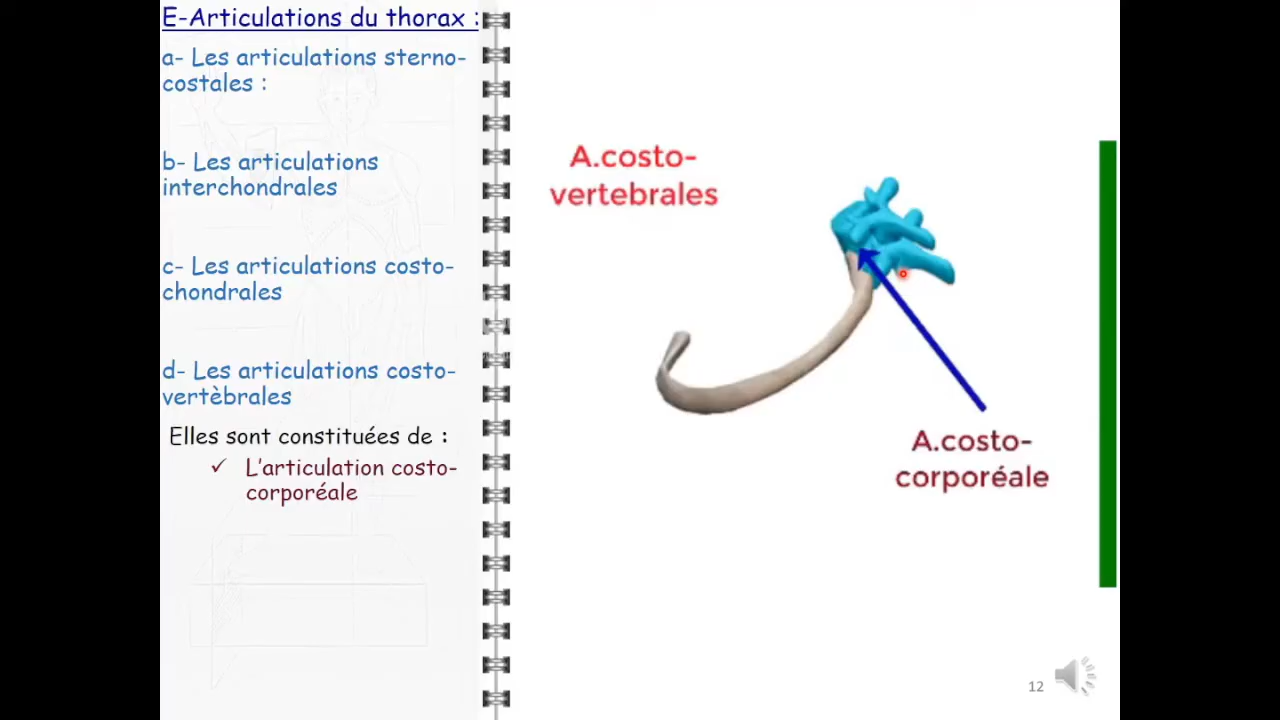 E-Articulations du thorax :
a- Les articulations sterno-
costales :
b- Les articulations
interchondrales
c- Les articulations costo-
chondrales
d- Les articulations costo-
vertèbrales
Elles sont constituées de :
✓ L'articulation costo-
corporéale
A.costo-
vertebrales
A.costo-
corporéale
12